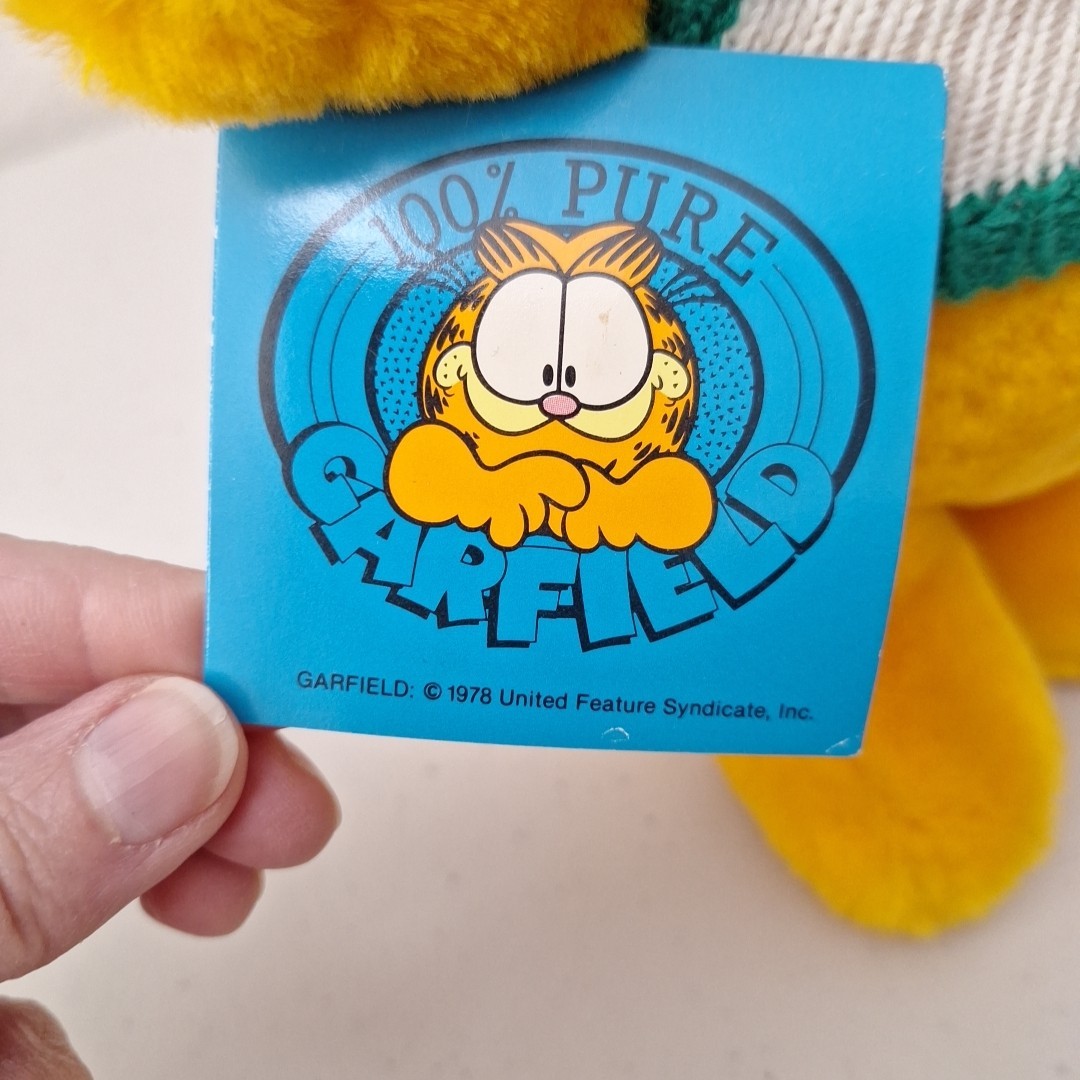 100% PURE
GARFIELD
GARFIELD: © 1978 United Feature Syndicate, Inc.